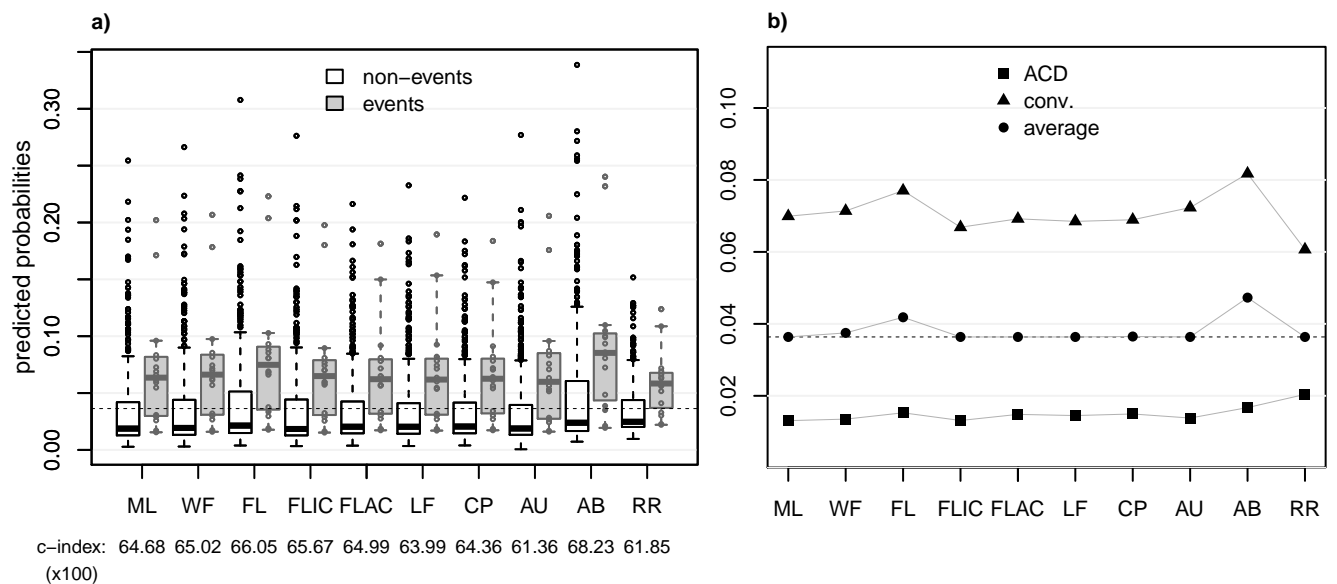 a)
non−events
events
predicted probabilities
0.30
0.20
0.10
0.00
ML WF FL FLIC FLAC LF CP AU AB RR
c−index: 64.68 65.02 66.05 65.67 64.99 63.99 64.36 61.36 68.23 61.85
(x100)
b)
ACD
conv.
average
0.10
0.08
0.06
0.04
0.02
ML WF FL FLIC FLAC LF CP AU AB RR